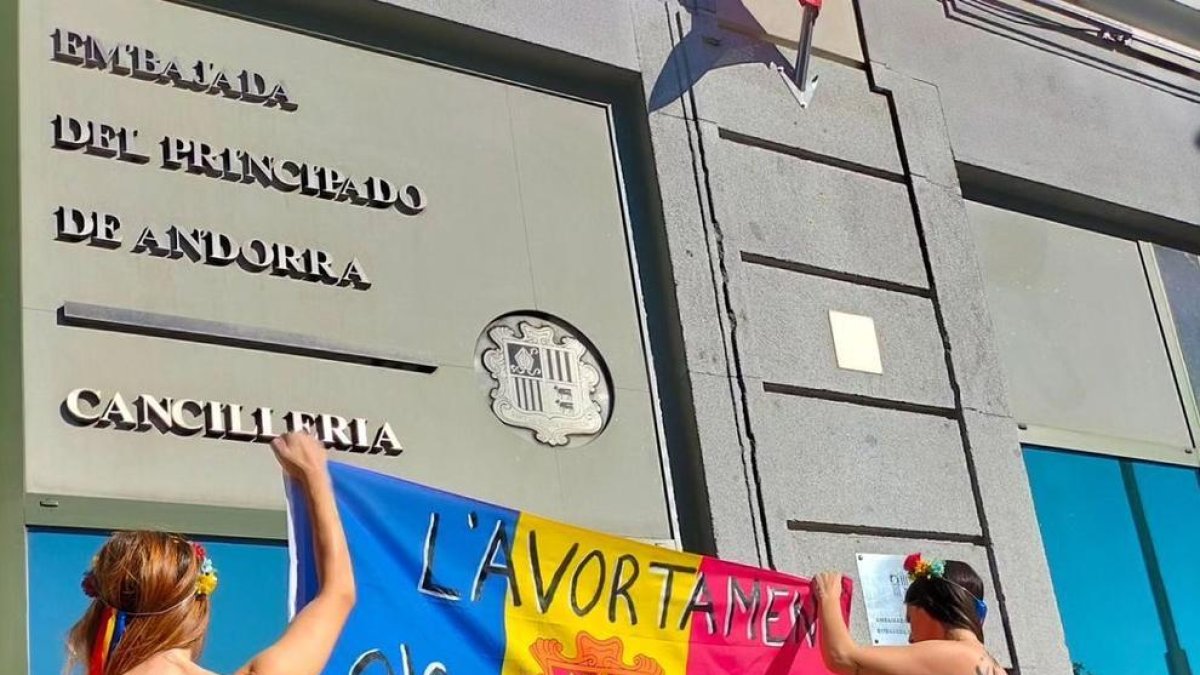 EMBAJADA
DEL PRINCIPADO
DE ANDORRA
CANCILLERIA
L'AVORTAMEN